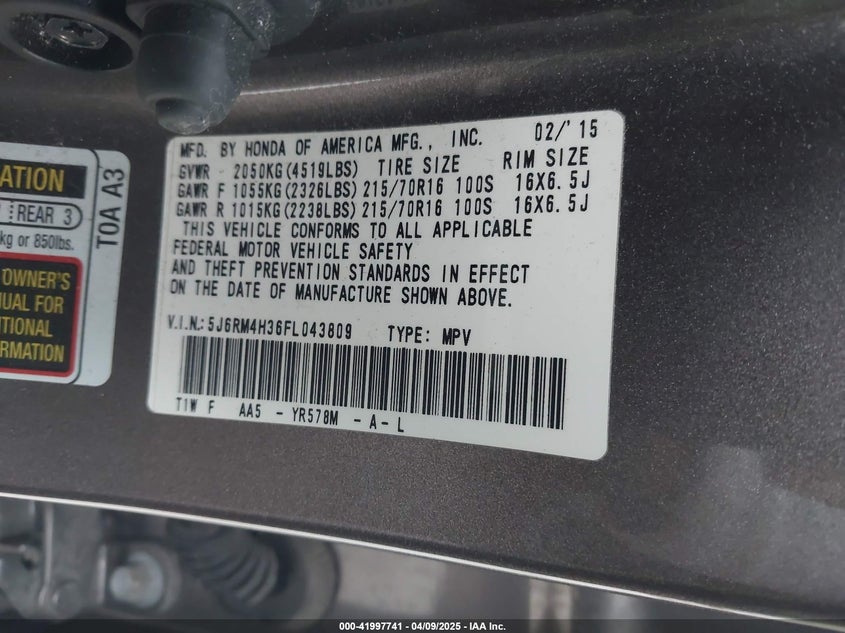 MFD. BY HONDA OF AMERICA MFG., INC. 02/'15
GVWR - 2050KG(4519LBS) TIRE SIZE RIM SIZE
GAWR F 1055KG(2326LBS) 215/70R16 100S 16X6.5J
GAWR R 1015KG(2238LBS) 215/70R16 100S 16X6.5J
THIS VEHICLE CONFORMS TO ALL APPLICABLE
FEDERAL MOTOR VEHICLE SAFETY
AND THEFT PREVENTION STANDARDS IN EFFECT
ON THE DATE OF MANUFACTURE SHOWN ABOVE.
V.I.N.: 5J6RM4H36FL043809 TYPE: MPV
T1W F AA5 - YR578M - A - L
ATION
REAR 3
kg or 850lbs.
OWNER'S
UAL FOR
ITIONAL
ORMATION
T0A A3
000-41997741 | 04/09/2025 - IAA Inc.